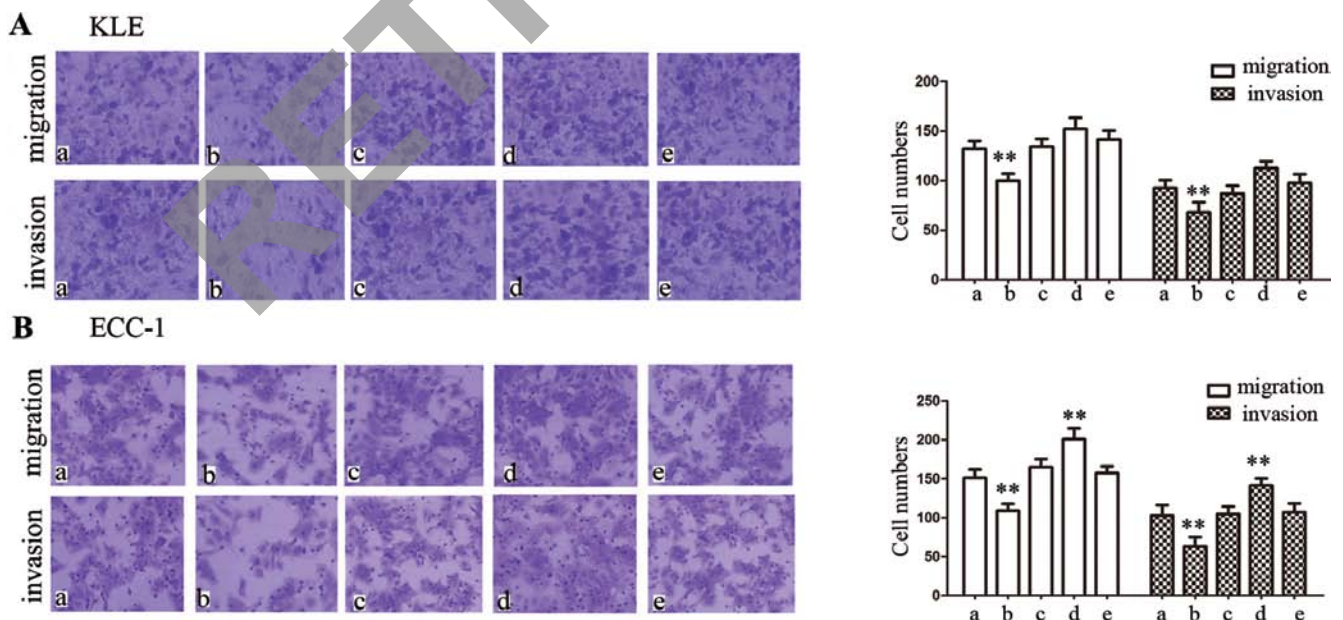 A KLE
migration
a b c d e
invasion
a b c d e
migration
invasion
Cell numbers
200
150
100
50
0
**
**
a b c d e a b c d e
B ECC-1
migration
a b c d e
invasion
a b c d e
migration
invasion
Cell numbers
250
200
150
100
50
0
**
**
**
**
a b c d e a b c d e
RET